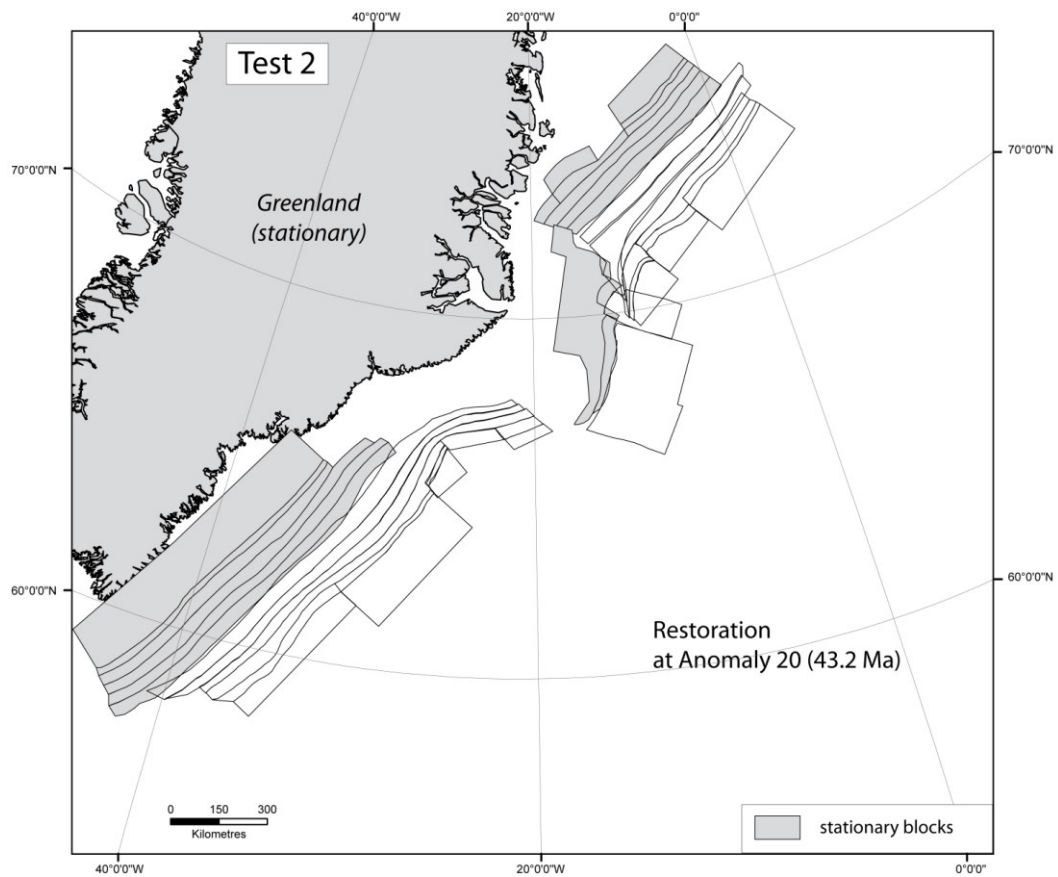 40°0'0"W
20°0'0"W
0°0'0"
Test 2
70°0'0"N
70°0'0"N
Greenland
(stationary)
60°0'0"N
60°0'0"N
Restoration
at Anomaly 20 (43.2 Ma)
0 150 300
Kilometres
stationary blocks
40°0'0"W
20°0'0"W
0°0'0"